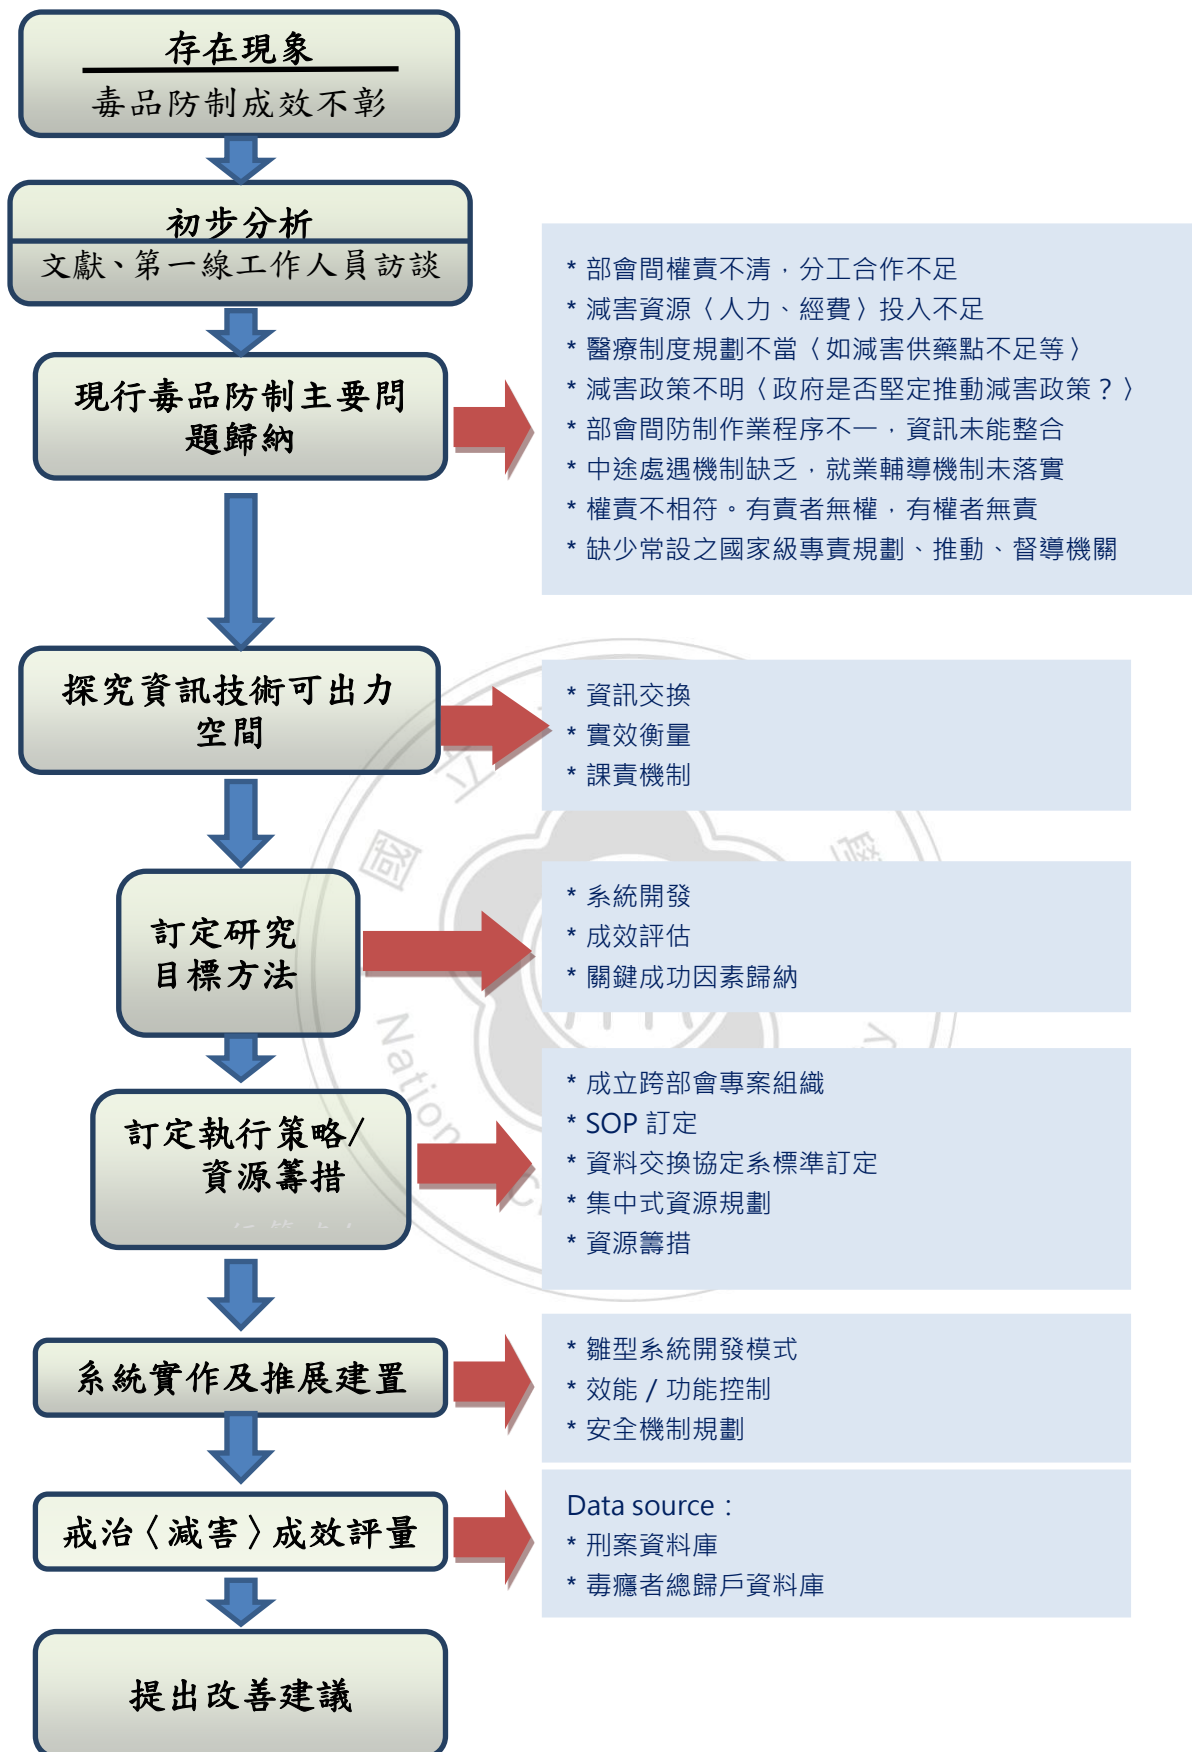 存在現象
毒品防制成效不彰
初步分析
文獻、第一線工作人員訪談
現行毒品防制主要問
題歸納
* 部會間權責不清，分工合作不足
* 減害資源〈人力、經費〉投入不足
* 醫療制度規劃不當〈如減害供藥點不足等〉
* 減害政策不明〈政府是否堅定推動減害政策？〉
* 部會間防制作業程序不一，資訊未能整合
* 中途處遇機制缺乏，就業輔導機制未落實
* 權責不相符。有責者無權，有權者無責
* 缺少常設之國家級專責規劃、推動、督導機關
探究資訊技術可出力
空間
* 資訊交換
* 實效衡量
* 課責機制
訂定研究
目標方法
* 系統開發
* 成效評估
* 關鍵成功因素歸納
訂定執行策略/
資源籌措
* 成立跨部會專案組織
* SOP 訂定
* 資料交換協定系標準訂定
* 集中式資源規劃
* 資源籌措
系統實作及推展建置
* 雛型系統開發模式
* 效能 / 功能控制
* 安全機制規劃
戒治〈減害〉成效評量
Data source：
* 刑案資料庫
* 毒癮者總歸戶資料庫
提出改善建議
國 立
學
Nation